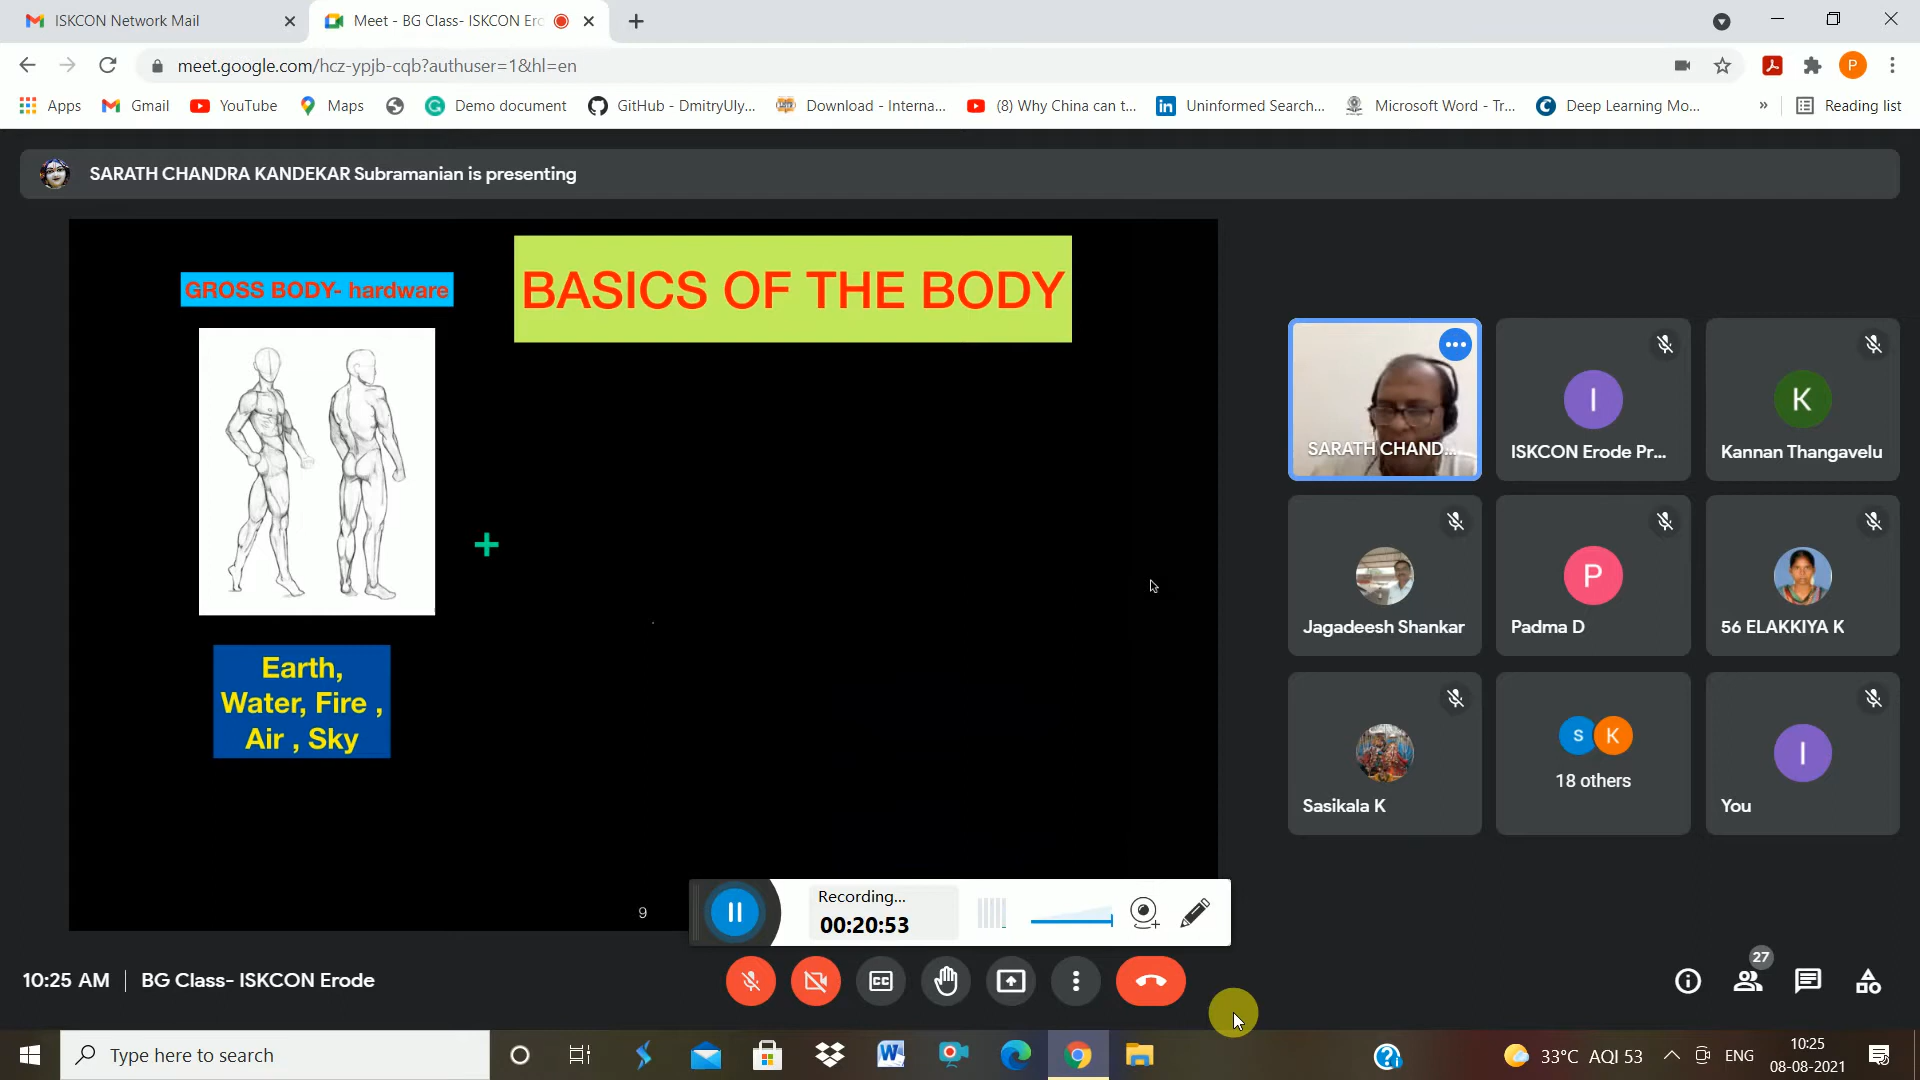 ISKCON Network Mail
Meet - BG Class- ISKCON Erc
meet.google.com/hcz-ypjb-cqb?authuser=1&hl=en
P
Apps
Gmail
YouTube
Maps
Demo document
GitHub - DmitryUly...
Download - Interna...
(8) Why China can t...
Uninformed Search...
Microsoft Word - Tr...
Deep Learning Mo...
»
Reading list
SARATH CHANDRA KANDEKAR Subramanian is presenting
GROSS BODY- hardware
BASICS OF THE BODY
+
Earth,
Water, Fire ,
Air , Sky
9
SARATH CHAND...
I
ISKCON Erode Pr...
K
Kannan Thangavelu
Jagadeesh Shankar
P
Padma D
56 ELAKKIYA K
Sasikala K
S K
18 others
I
You
Recording...
00:20:53
10:25 AM | BG Class- ISKCON Erode
CC
27
Type here to search
33°C AQI 53
ENG
10:25
08-08-2021